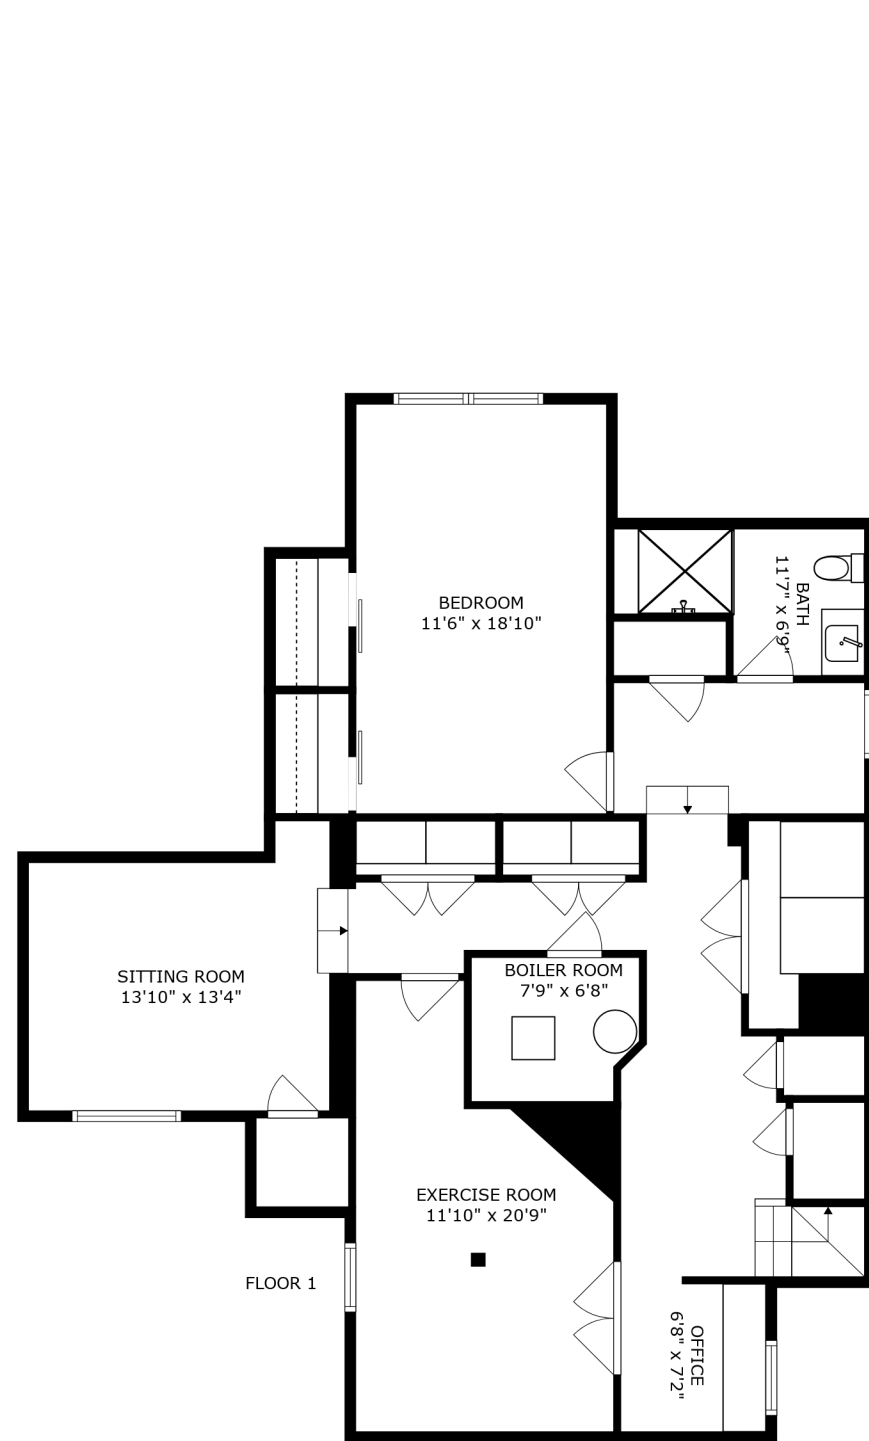 BEDROOM
11'6" x 18'10"
BATH
11'7" x 6'9"
SITTING ROOM
13'10" x 13'4"
BOILER ROOM
7'9" x 6'8"
EXERCISE ROOM
11'10" x 20'9"
FLOOR 1
OFFICE
6'8" x 7'2"